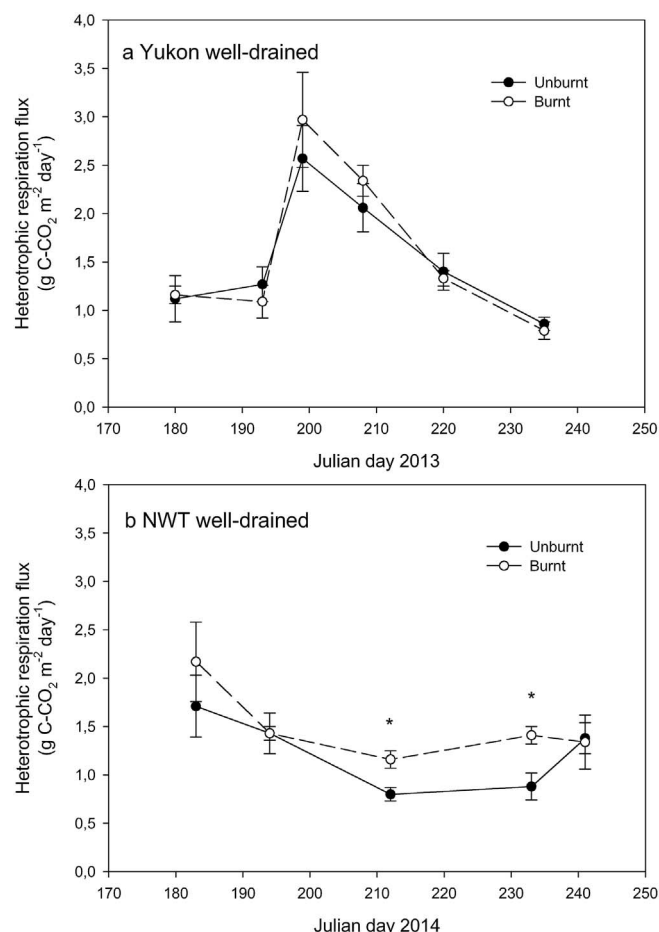 a Yukon well-drained
Unburnt
Burnt
Heterotrophic respiration flux
(g C-CO₂ m⁻² day⁻¹)
4,0
3,5
3,0
2,5
2,0
1,5
1,0
0,5
0,0
170 180 190 200 210 220 230 240 250
Julian day 2013
b NWT well-drained
Unburnt
Burnt
Heterotrophic respiration flux
(g C-CO₂ m⁻² day⁻¹)
4,0
3,5
3,0
2,5
2,0
1,5
1,0
0,5
0,0
* *
170 180 190 200 210 220 230 240 250
Julian day 2014